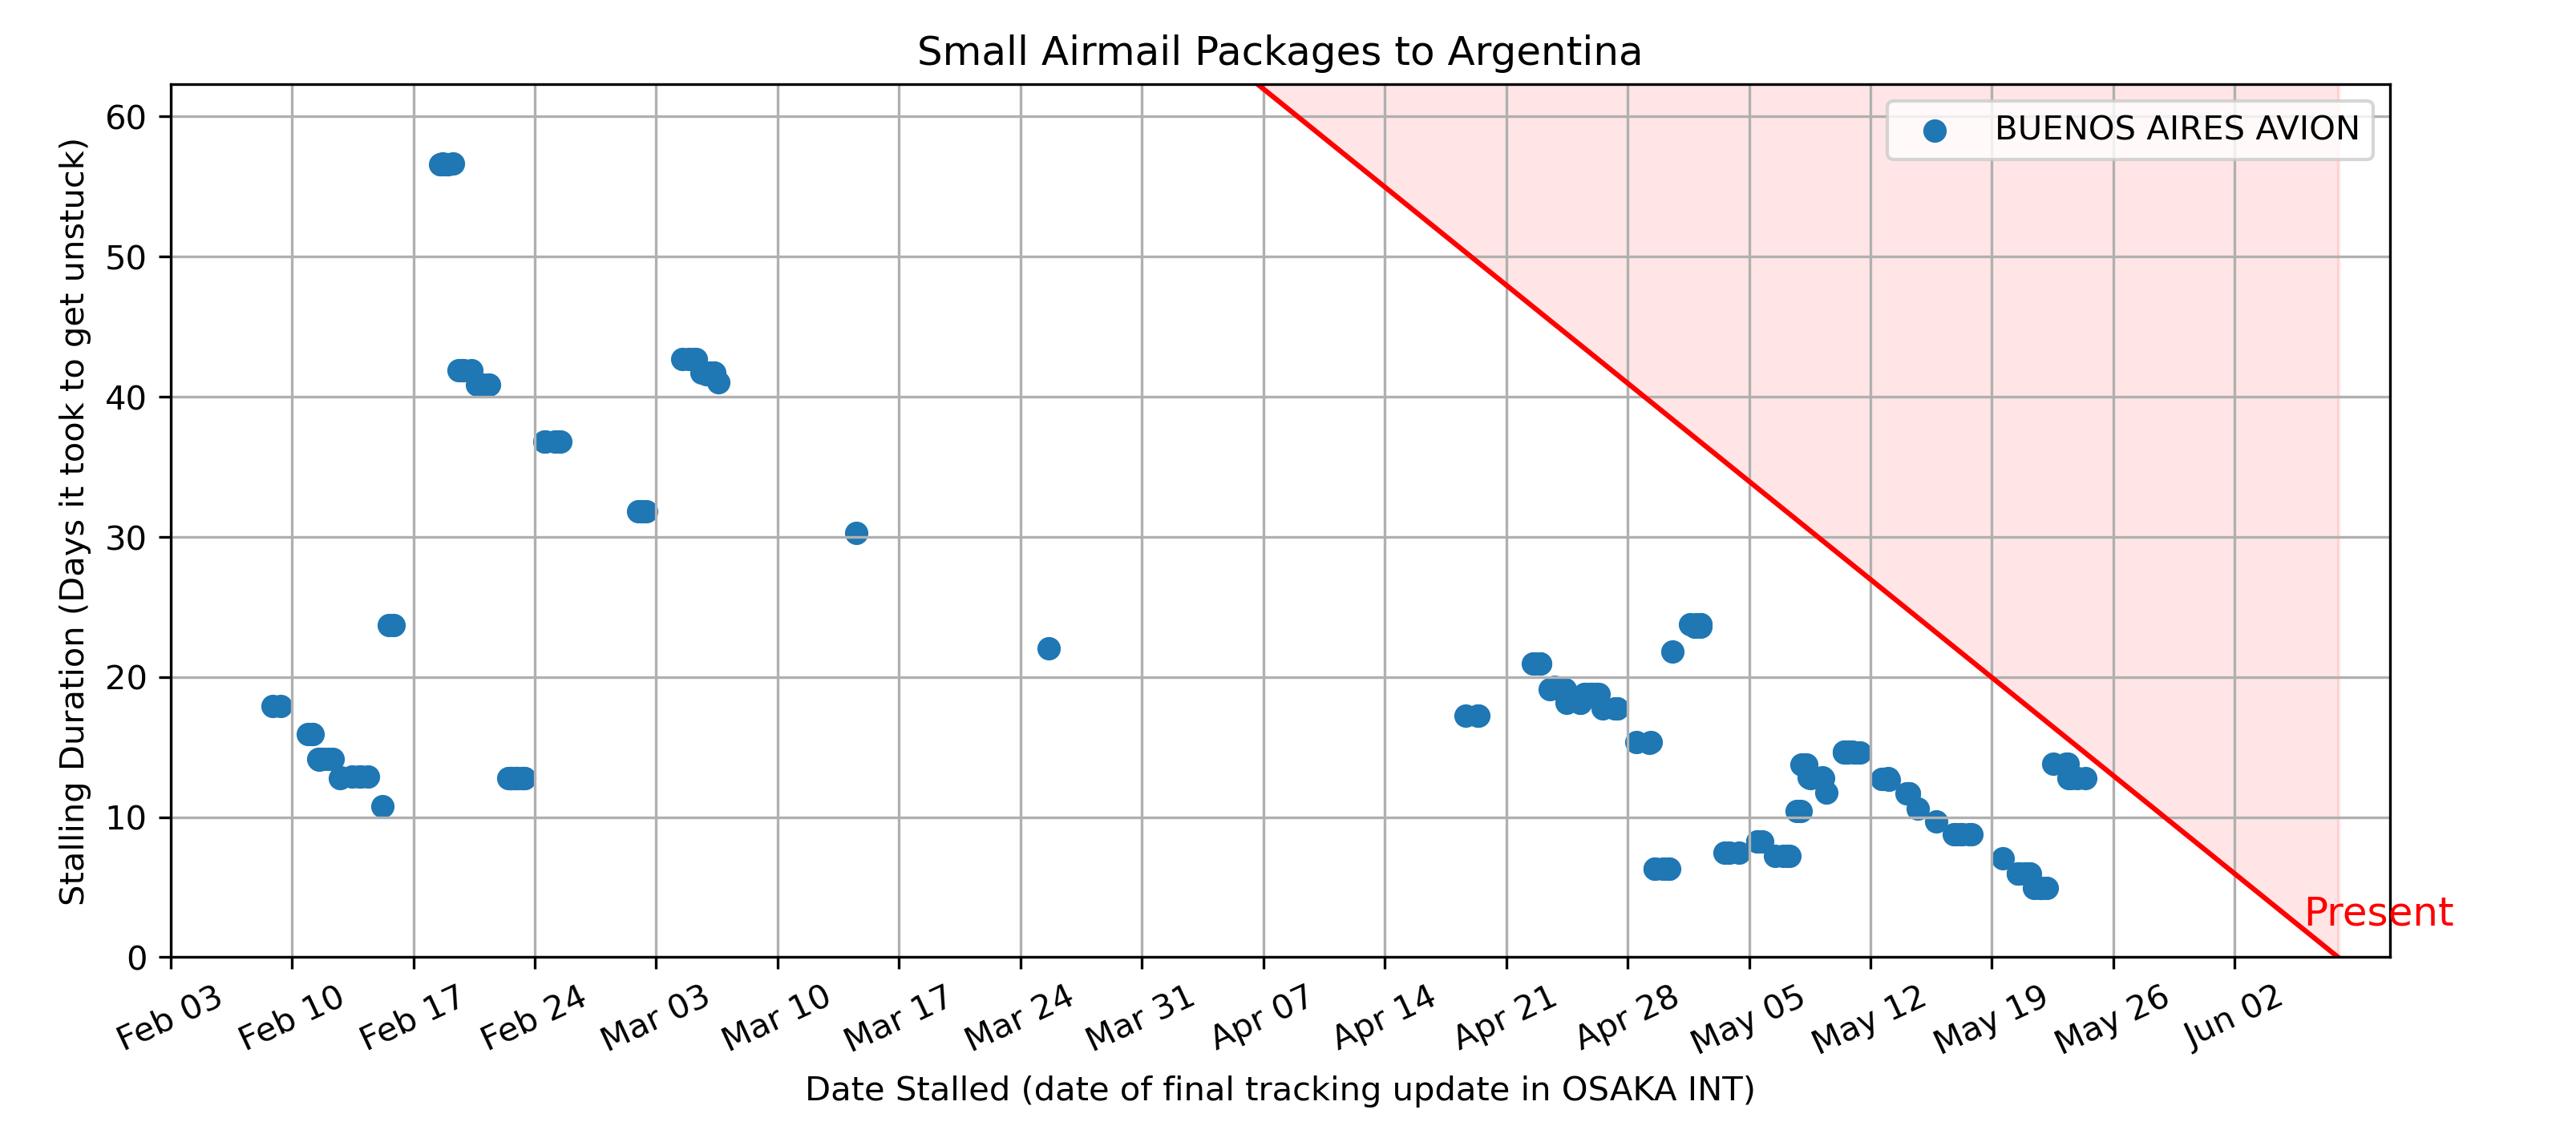 Small Airmail Packages to Argentina
BUENOS AIRES AVION
Stalling Duration (Days it took to get unstuck)
60
50
40
30
20
10
0
Present
Feb 03
Feb 10
Feb 17
Feb 24
Mar 03
Mar 10
Mar 17
Mar 24
Mar 31
Apr 07
Apr 14
Apr 21
Apr 28
May 05
May 12
May 19
May 26
Jun 02
Date Stalled (date of final tracking update in OSAKA INT)